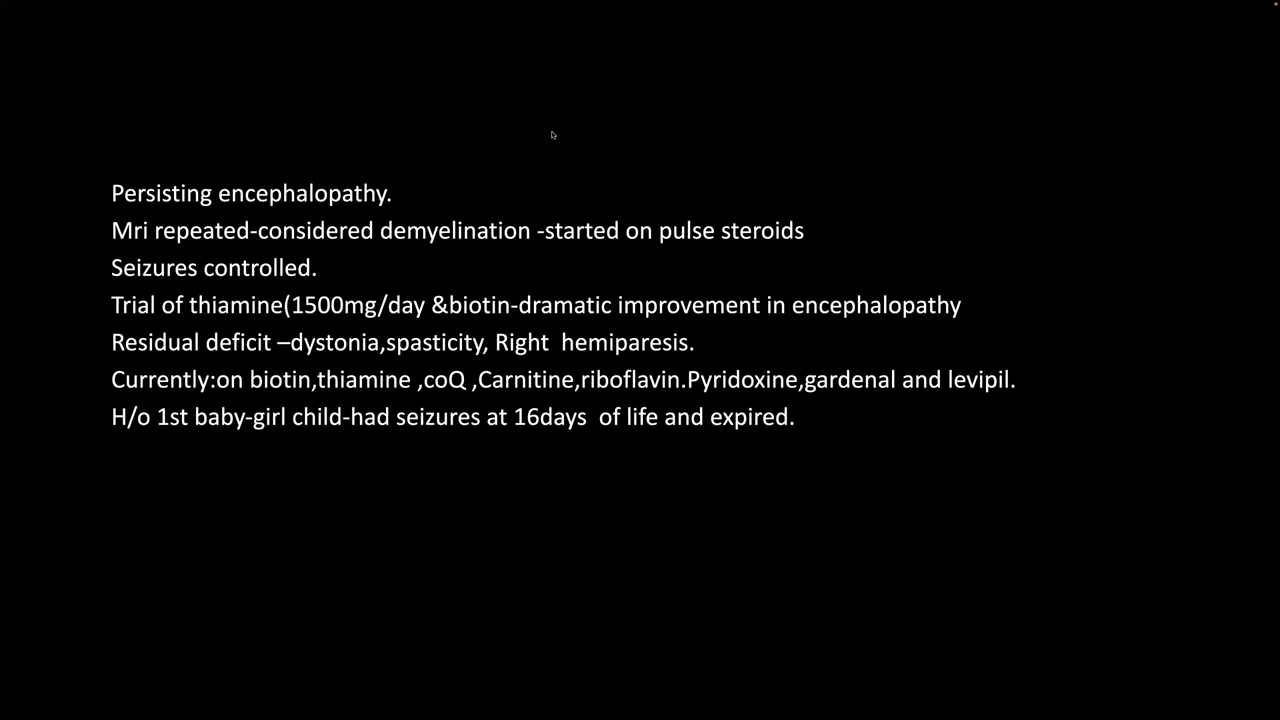 Persisting encephalopathy.
Mri repeated-considered demyelination -started on pulse steroids
Seizures controlled.
Trial of thiamine(1500mg/day &biotin-dramatic improvement in encephalopathy
Residual deficit –dystonia,spasticity, Right  hemiparesis.
Currently:on biotin,thiamine ,coQ ,Carnitine,riboflavin.Pyridoxine,gardenal and levipil.
H/o 1st baby-girl child-had seizures at 16days  of life and expired.